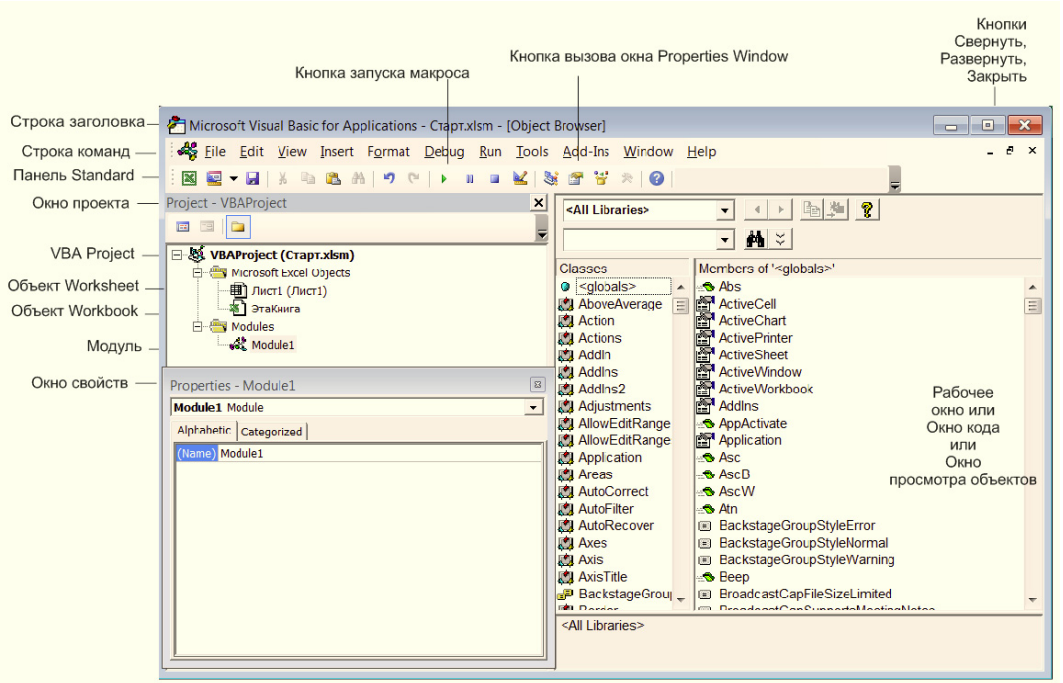 Кнопки
Свернуть,
Развернуть,
Закрыть
Кнопка вызова окна Properties Window
Кнопка запуска макроса
Строка заголовка
Microsoft Visual Basic for Applications - Старт.xlsm - [Object Browser]
Строка команд
File Edit View Insert Format Debug Run Tools Add-Ins Window Help
Панель Standard
Окно проекта
Project - VBAProject
<All Libraries>
VBA Project
VBAProject (Старт.xlsm)
Microsoft Excel Objects
Объект Worksheet
Лист1 (Лист1)
Объект Workbook
ЭтаКнига
Modules
Модуль
Module1
Окно свойств
Properties - Module1
Module1 Module
Alphabetic Categorized
(Name) Module1
Classes
<globals>
AboveAverage
Action
Actions
AddIn
AddIns
AddIns2
Adjustments
AllowEditRange
AllowEditRange
Application
Areas
AutoCorrect
AutoFilter
AutoRecover
Axes
Axis
AxisTitle
BackstageGrou
Border
Members of '<globals>'
Abs
ActiveCell
ActiveChart
ActivePrinter
ActiveSheet
ActiveWindow
ActiveWorkbook
AddIns
AppActivate
Application
Asc
AscB
AscW
Atn
BackstageGroupStyleError
BackstageGroupStyleNormal
BackstageGroupStyleWarning
Beep
BroadcastCapFileSizeLimited
BroadcastCapSupportsMeetingNotes
Рабочее
окно или
Окно кода
или
Окно
просмотра объектов
<All Libraries>